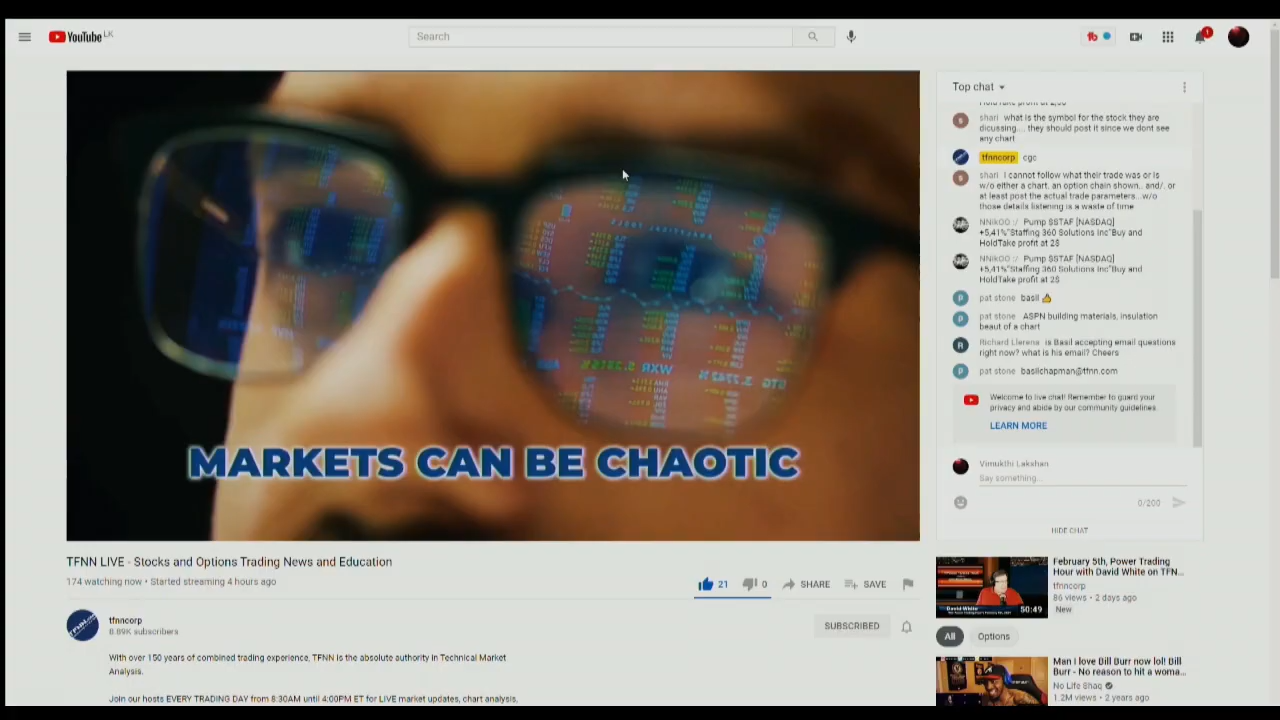 YouTube LK
Search
1
MARKETS CAN BE CHAOTIC
Top chat
shari what is the symbol for the stock they are
dicussing.... they should post it since we dont see
any chart
tfnncorp cgc
shari I cannot follow what their trade was or is
w/o either a chart, an option chain shown,. and/. or
at least post the actual trade parameters...w/o
those details listening is a waste of time
NNikOO :/ Pump $STAF [NASDAQ]
+5,41%"Staffing 360 Solutions Inc"Buy and
HoldTake profit at 2$
NNikOO :/ Pump $STAF [NASDAQ]
+5,41%"Staffing 360 Solutions Inc"Buy and
HoldTake profit at 2$
pat stone basil 👍
pat stone ASPN building materials, insulation
beaut of a chart
Richard Llerena is Basil accepting email questions
right now? what is his email? Cheers
pat stone basilchapman@tfnn.com
Welcome to live chat! Remember to guard your
privacy and abide by our community guidelines.
LEARN MORE
Vimukthi Lakshan
Say something...
0/200
HIDE CHAT
TFNN LIVE - Stocks and Options Trading News and Education
174 watching now • Started streaming 4 hours ago
21 0 SHARE SAVE
tfnncorp
8.89K subscribers
SUBSCRIBED
With over 150 years of combined trading experience, TFNN is the absolute authority in Technical Market
Analysis.
Join our hosts EVERY TRADING DAY from 8:30AM until 4:00PM ET for LIVE market updates, chart analysis,
February 5th, Power Trading
Hour with David White on TFN...
tfnncorp
86 views • 2 days ago
New
David White
50:49
All Options
Man I love Bill Burr now lol! Bill
Burr - No reason to hit a woma...
No Life Shaq
1.2M views • 2 years ago